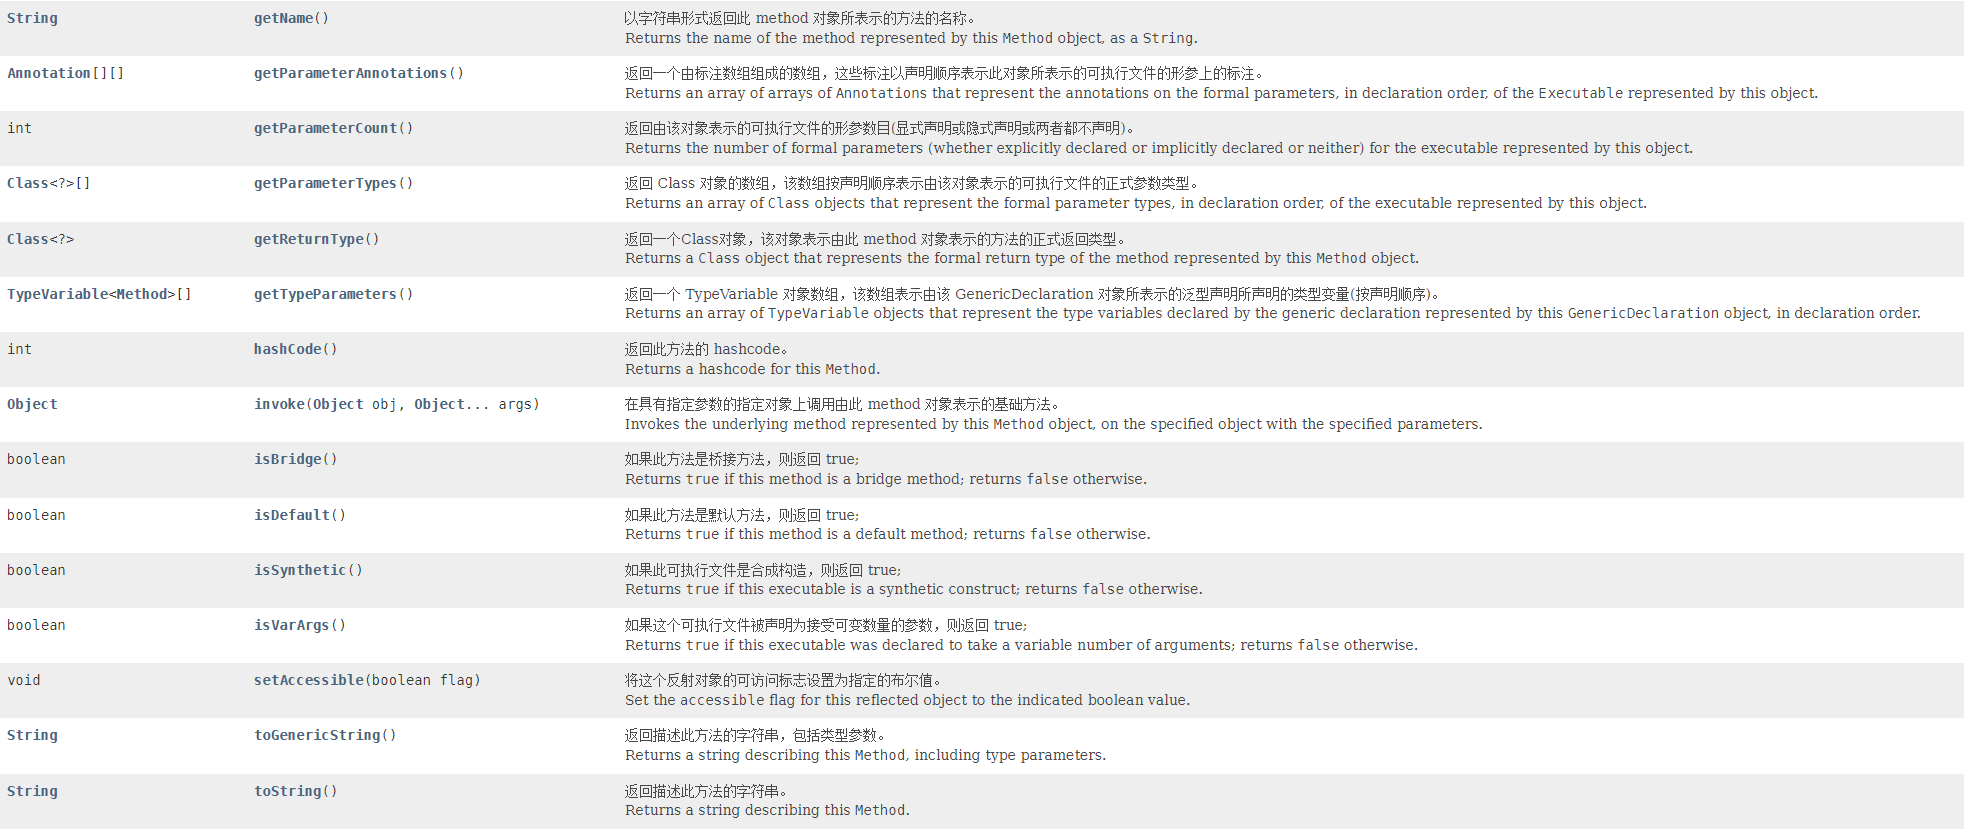 String getName() 以字符串形式返回此 method 对象所表示的方法的名称。
Returns the name of the method represented by this Method object, as a String.
Annotation[][] getParameterAnnotations() 返回一个由标注数组组成的数组，这些标注以声明顺序表示此对象所表示的可执行文件的形参上的标注。
Returns an array of arrays of Annotations that represent the annotations on the formal parameters, in declaration order, of the Executable represented by this object.
int getParameterCount() 返回由该对象表示的可执行文件的形参数目(显式声明或隐式声明或两者都不声明)。
Returns the number of formal parameters (whether explicitly declared or implicitly declared or neither) for the executable represented by this object.
Class<?>[] getParameterTypes() 返回 Class 对象的数组，该数组按声明顺序表示由该对象表示的可执行文件的正式参数类型。
Returns an array of Class objects that represent the formal parameter types, in declaration order, of the executable represented by this object.
Class<?> getReturnType() 返回一个Class对象，该对象表示由此 method 对象表示的方法的正式返回类型。
Returns a Class object that represents the formal return type of the method represented by this Method object.
TypeVariable<Method>[] getTypeParameters() 返回一个 TypeVariable 对象数组，该数组表示由该 GenericDeclaration 对象所表示的泛型声明所声明的类型变量(按声明顺序)。
Returns an array of TypeVariable objects that represent the type variables declared by the generic declaration represented by this GenericDeclaration object, in declaration order.
int hashCode() 返回此方法的 hashcode。
Returns a hashcode for this Method.
Object invoke(Object obj, Object... args) 在具有指定参数的指定对象上调用由此 method 对象表示的基础方法。
Invokes the underlying method represented by this Method object, on the specified object with the specified parameters.
boolean isBridge() 如果此方法是桥接方法，则返回 true;
Returns true if this method is a bridge method; returns false otherwise.
boolean isDefault() 如果此方法是默认方法，则返回 true;
Returns true if this method is a default method; returns false otherwise.
boolean isSynthetic() 如果此可执行文件是合成构造，则返回 true;
Returns true if this executable is a synthetic construct; returns false otherwise.
boolean isVarArgs() 如果这个可执行文件被声明为接受可变数量的参数，则返回 true;
Returns true if this executable was declared to take a variable number of arguments; returns false otherwise.
void setAccessible(boolean flag) 将这个反射对象的可访问标志设置为指定的布尔值。
Set the accessible flag for this reflected object to the indicated boolean value.
String toGenericString() 返回描述此方法的字符串，包括类型参数。
Returns a string describing this Method, including type parameters.
String toString() 返回描述此方法的字符串。
Returns a string describing this Method.